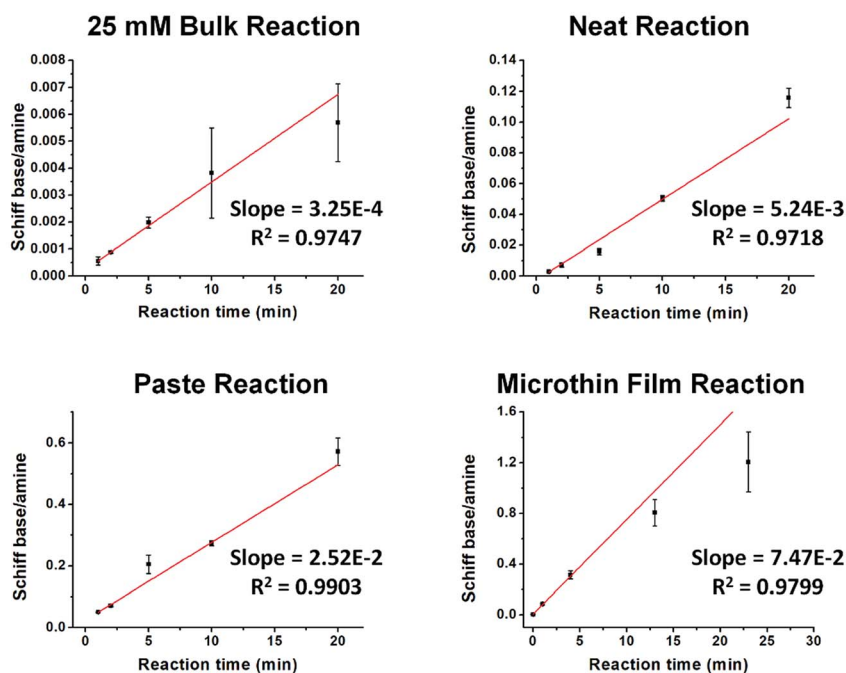 25 mM Bulk Reaction
0.008
0.007
0.006
0.005
0.004
0.003
0.002
0.001
0.000
Schiff base/amine
Slope = 3.25E-4
R² = 0.9747
0 5 10 15 20
Reaction time (min)
Neat Reaction
0.14
0.12
0.10
0.08
0.06
0.04
0.02
0.00
Schiff base/amine
Slope = 5.24E-3
R² = 0.9718
0 5 10 15 20
Reaction time (min)
Paste Reaction
0.6
0.4
0.2
0.0
Schiff base/amine
Slope = 2.52E-2
R² = 0.9903
0 5 10 15 20
Reaction time (min)
Microthin Film Reaction
1.6
1.2
0.8
0.4
0.0
Schiff base/amine
Slope = 7.47E-2
R² = 0.9799
0 5 10 15 20 25 30
Reaction time (min)